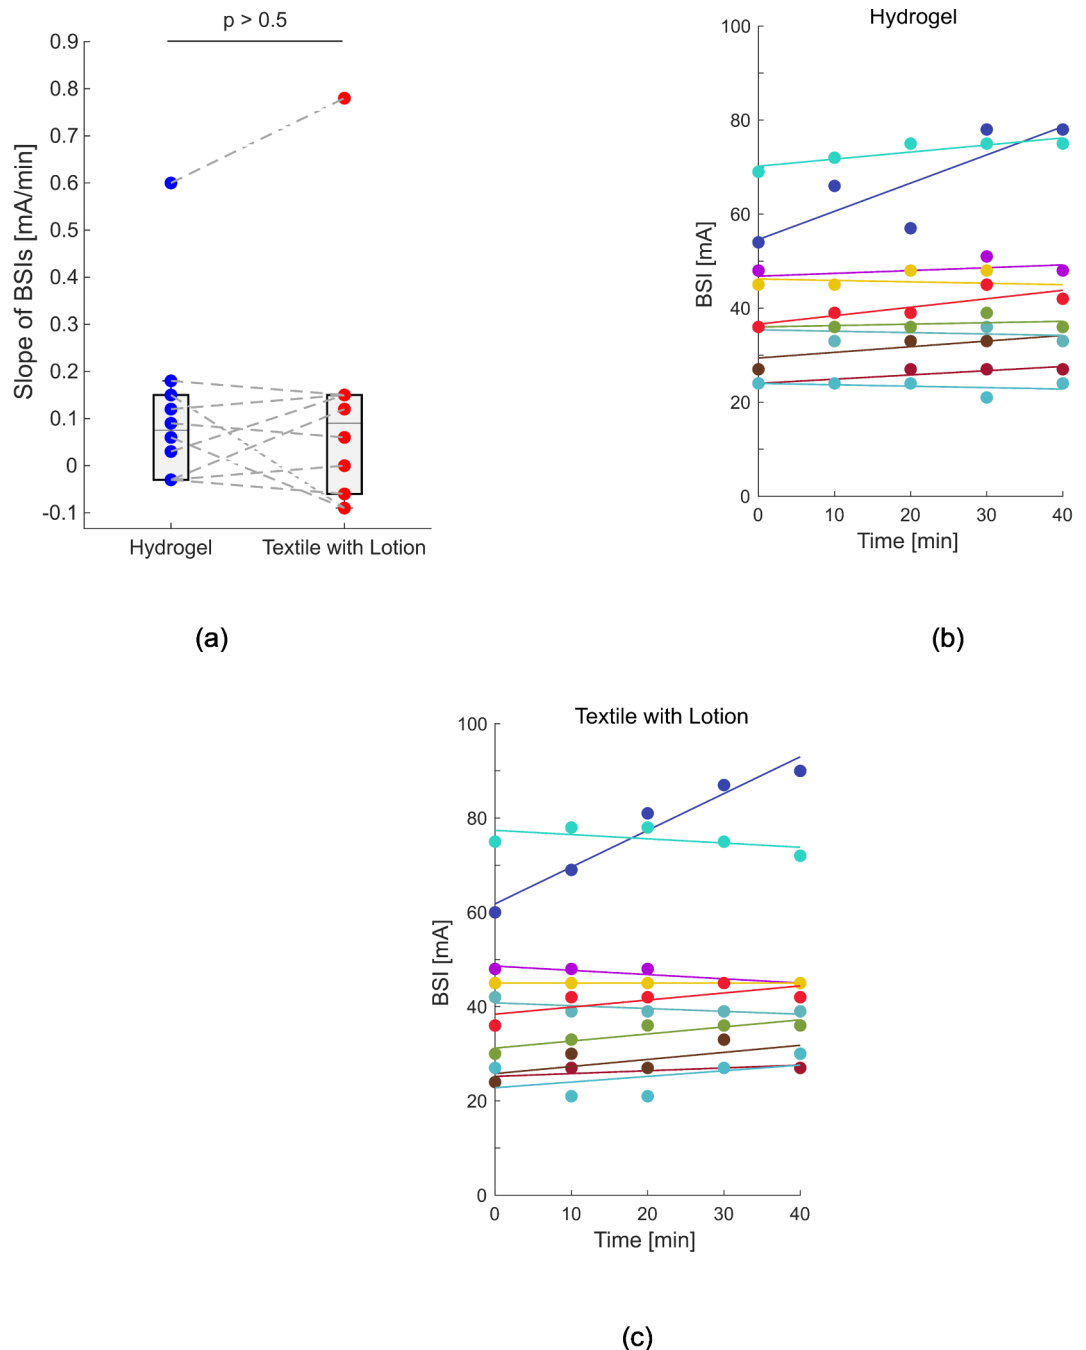 p > 0.5
0.9
0.8
0.7
0.6
0.5
0.4
0.3
0.2
0.1
0
-0.1
Slope of BSIs [mA/min]
Hydrogel
Textile with Lotion
(a)
Hydrogel
100
80
60
40
20
0
BSI [mA]
0 10 20 30 40
Time [min]
(b)
Textile with Lotion
100
80
60
40
20
0
BSI [mA]
0 10 20 30 40
Time [min]
(c)